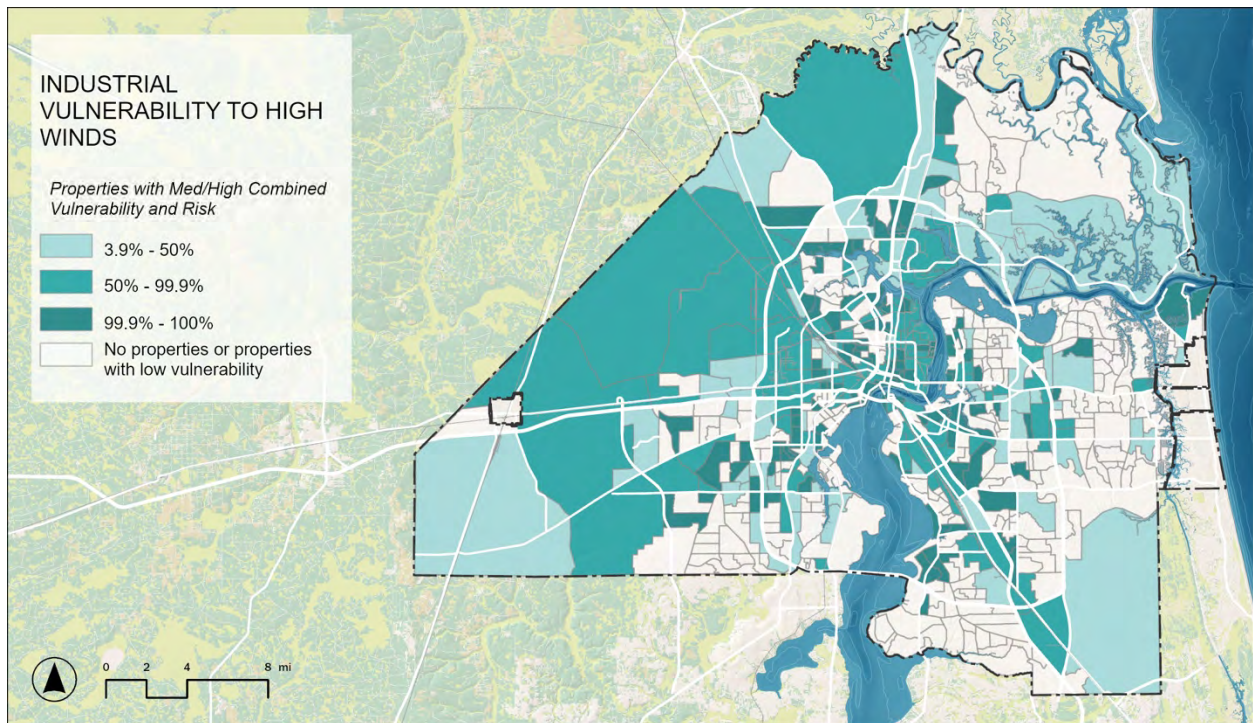 INDUSTRIAL
VULNERABILITY TO HIGH
WINDS
Properties with Med/High Combined
Vulnerability and Risk
3.9% - 50%
50% - 99.9%
99.9% - 100%
No properties or properties
with low vulnerability
0 2 4 8 mi